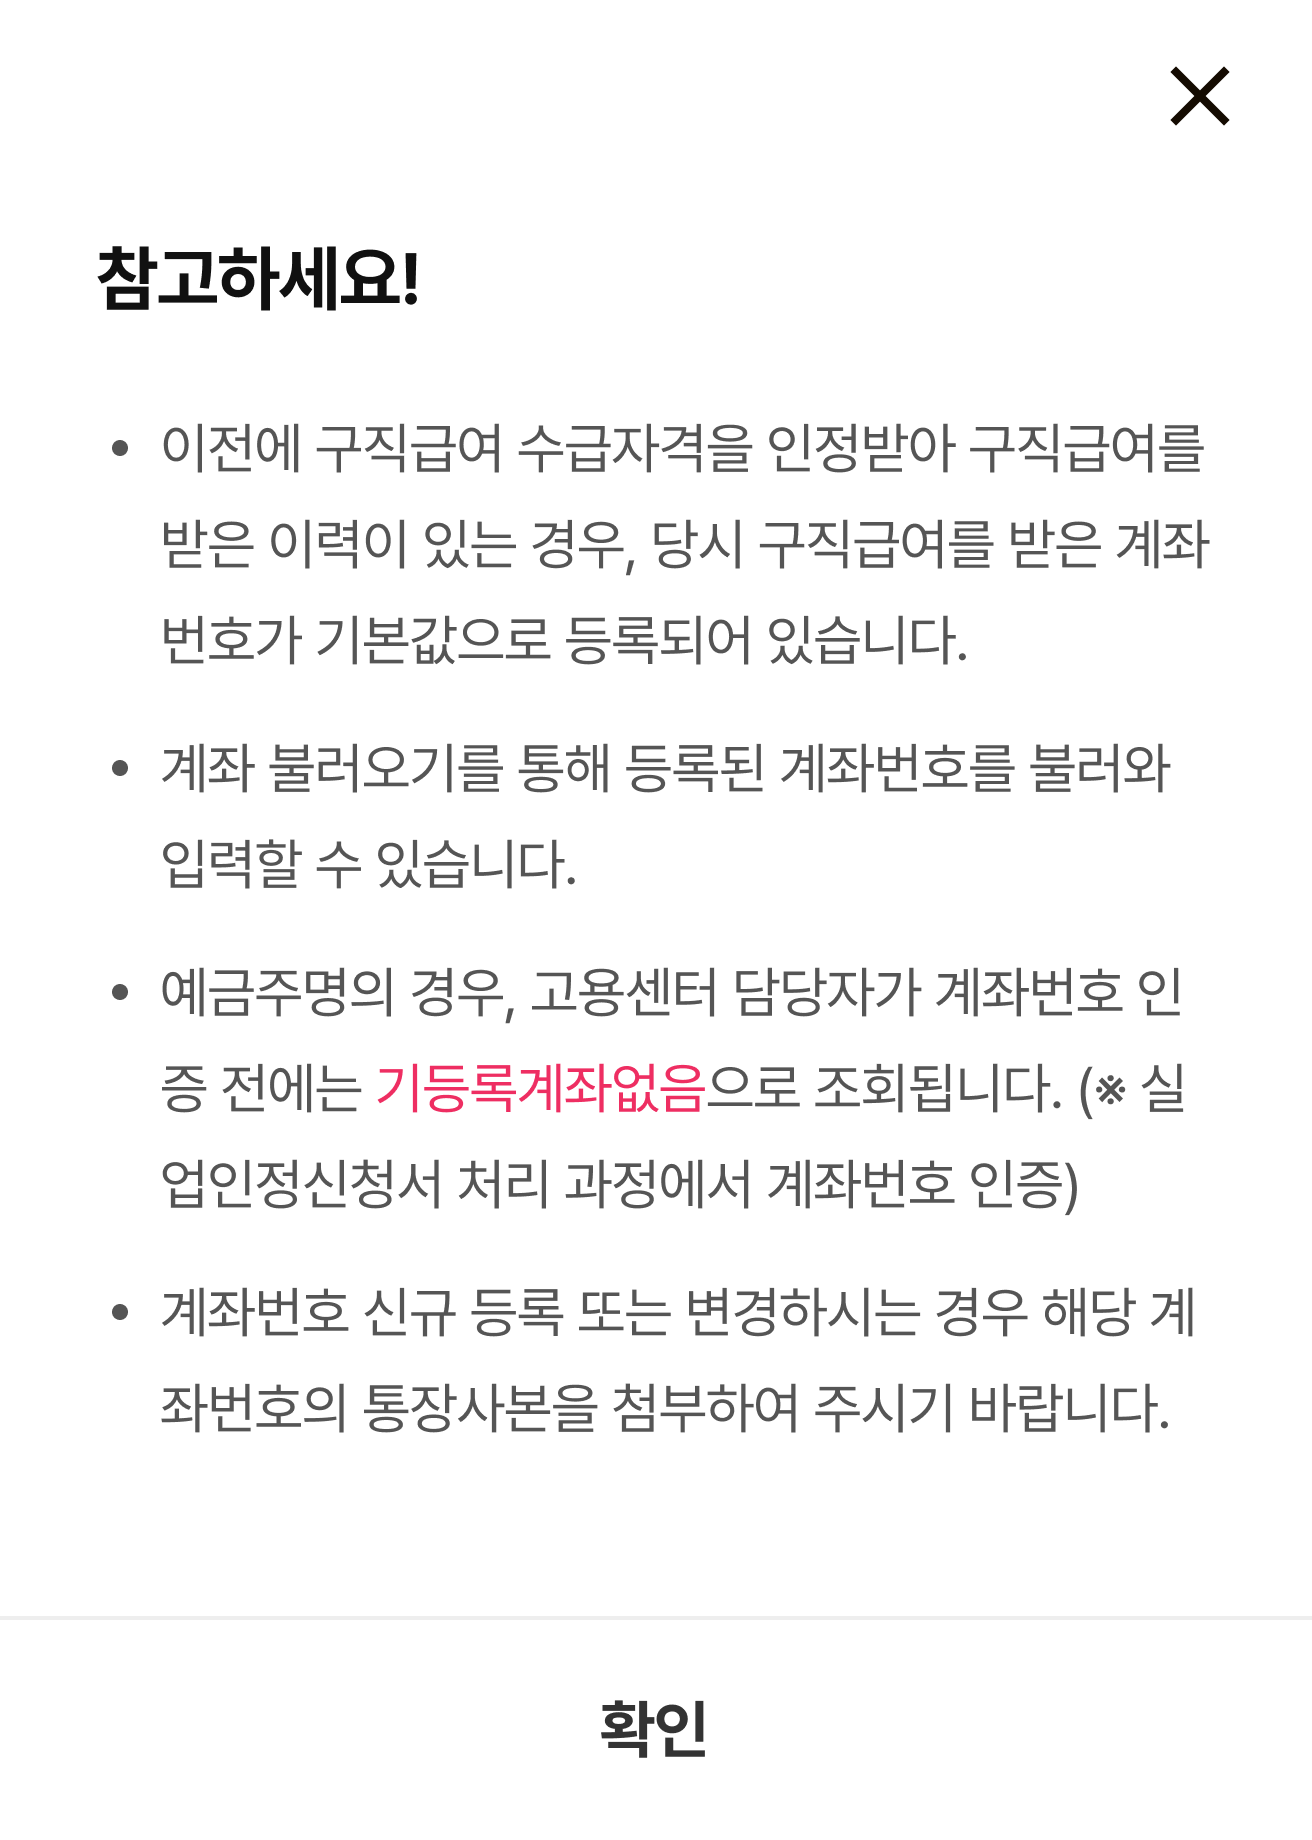 참고하세요!
• 이전에 구직급여 수급자격을 인정받아 구직급여를
받은 이력이 있는 경우, 당시 구직급여를 받은 계좌
번호가 기본값으로 등록되어 있습니다.
• 계좌 불러오기를 통해 등록된 계좌번호를 불러와
입력할 수 있습니다.
• 예금주명의 경우, 고용센터 담당자가 계좌번호 인
증 전에는 기등록계좌없음으로 조회됩니다. (※ 실
업인정신청서 처리 과정에서 계좌번호 인증)
• 계좌번호 신규 등록 또는 변경하시는 경우 해당 계
좌번호의 통장사본을 첨부하여 주시기 바랍니다.
확인